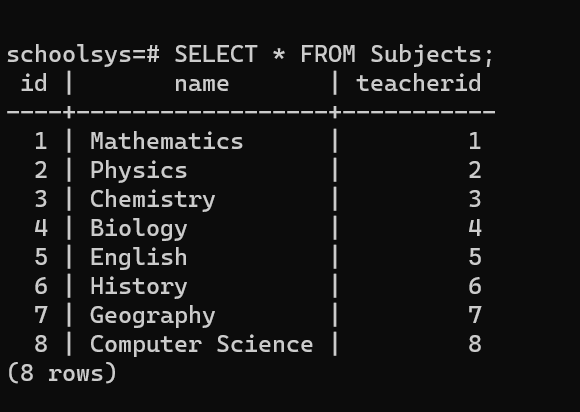 schoolsys=# SELECT * FROM Subjects;
 id |       name       | teacherid
----+------------------+-----------
  1 | Mathematics      |         1
  2 | Physics          |         2
  3 | Chemistry        |         3
  4 | Biology          |         4
  5 | English          |         5
  6 | History          |         6
  7 | Geography        |         7
  8 | Computer Science |         8
(8 rows)